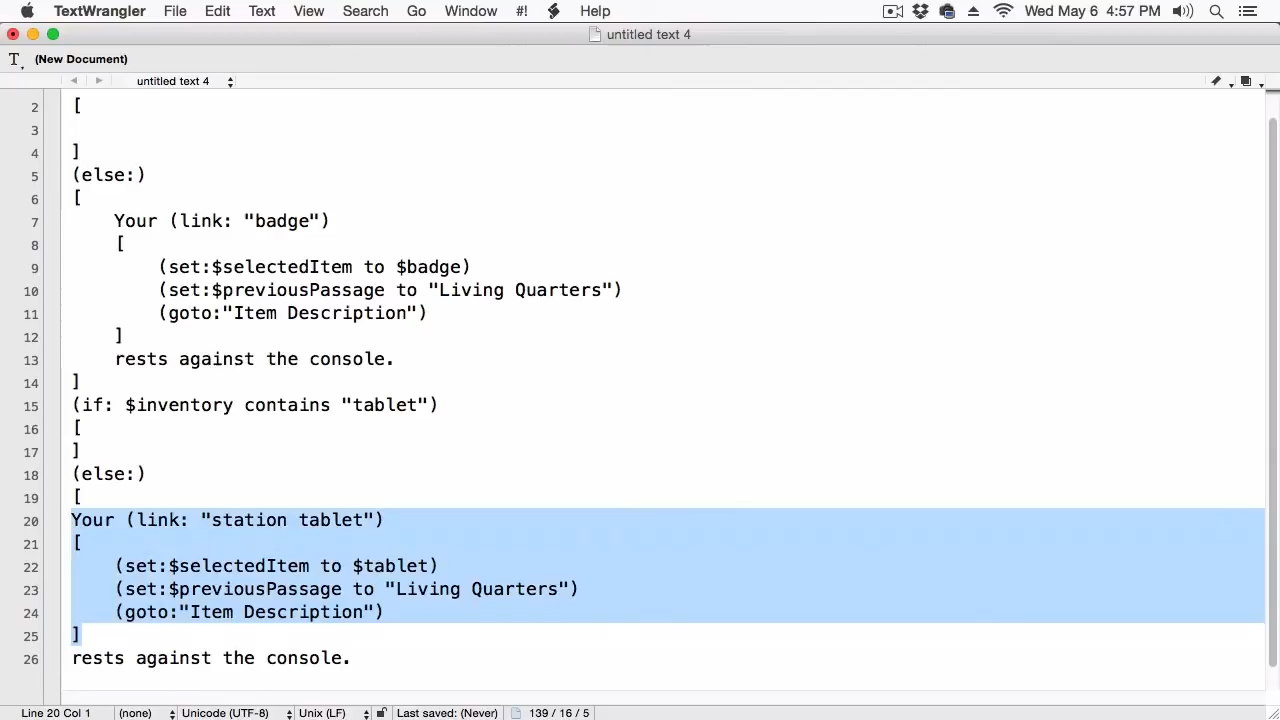 TextWrangler File Edit Text View Search Go Window #! Help Wed May 6 4:57 PM
untitled text 4
(New Document)
untitled text 4
2 [
3
4 ]
5 (else:)
6 [
7 Your (link: "badge")
8 [
9 (set:$selectedItem to $badge)
10 (set:$previousPassage to "Living Quarters")
11 (goto:"Item Description")
12 ]
13 rests against the console.
14 ]
15 (if: $inventory contains "tablet")
16 [
17 ]
18 (else:)
19 [
20 Your (link: "station tablet")
21 [
22 (set:$selectedItem to $tablet)
23 (set:$previousPassage to "Living Quarters")
24 (goto:"Item Description")
25 ]
26 rests against the console.
Line 20 Col 1 (none) Unicode (UTF-8) Unix (LF) Last saved: (Never) 139 / 16 / 5